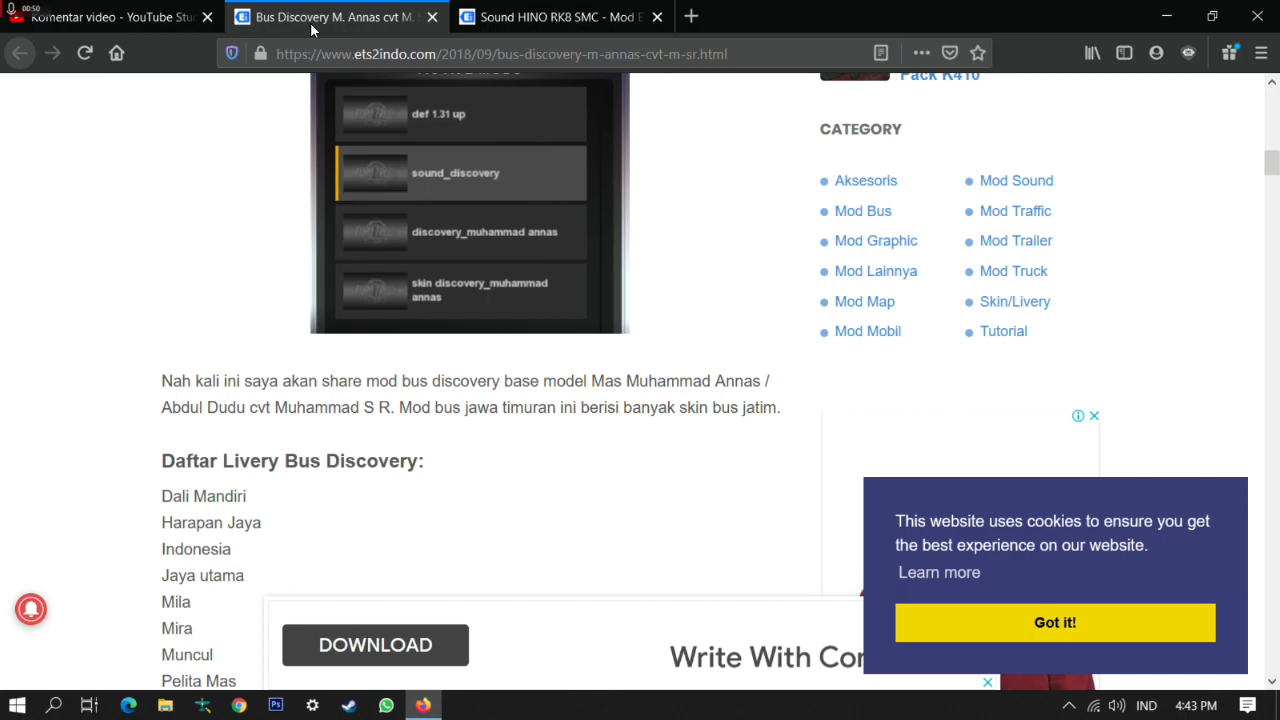 00:50
Komentar video - YouTube Stu
Bus Discovery M. Annas cvt M.
Sound HINO RK8 SMC - Mod E
https://www.ets2indo.com/2018/09/bus-discovery-m-annas-cvt-m-sr.html
def 1.31 up
sound_discovery
discovery_muhammad annas
skin discovery_muhammad
annas
Pack K410
CATEGORY
Aksesoris
Mod Sound
Mod Bus
Mod Traffic
Mod Graphic
Mod Trailer
Mod Lainnya
Mod Truck
Mod Map
Skin/Livery
Mod Mobil
Tutorial
Nah kali ini saya akan share mod bus discovery base model Mas Muhammad Annas /
Abdul Dudu cvt Muhammad S R. Mod bus jawa timuran ini berisi banyak skin bus jatim.
Daftar Livery Bus Discovery:
Dali Mandiri
Harapan Jaya
Indonesia
Jaya utama
Mila
Mira
Muncul
Pelita Mas
This website uses cookies to ensure you get
the best experience on our website.
Learn more
Got it!
DOWNLOAD
Write With Con
Ps
IND
4:43 PM